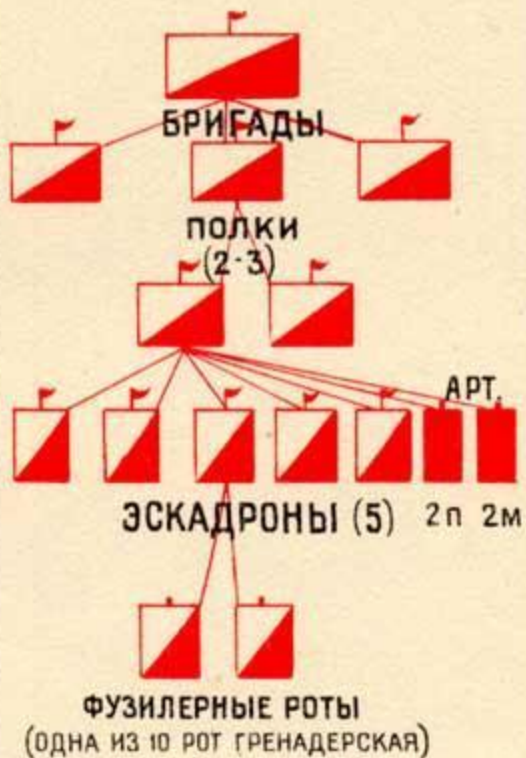 БРИГАДЫ
ПОЛКИ
(2-3)
АРТ.
ЭСКАДРОНЫ (5) 2п 2м
ФУЗИЛЕРНЫЕ РОТЫ
(ОДНА ИЗ 10 РОТ ГРЕНАДЕРСКАЯ)